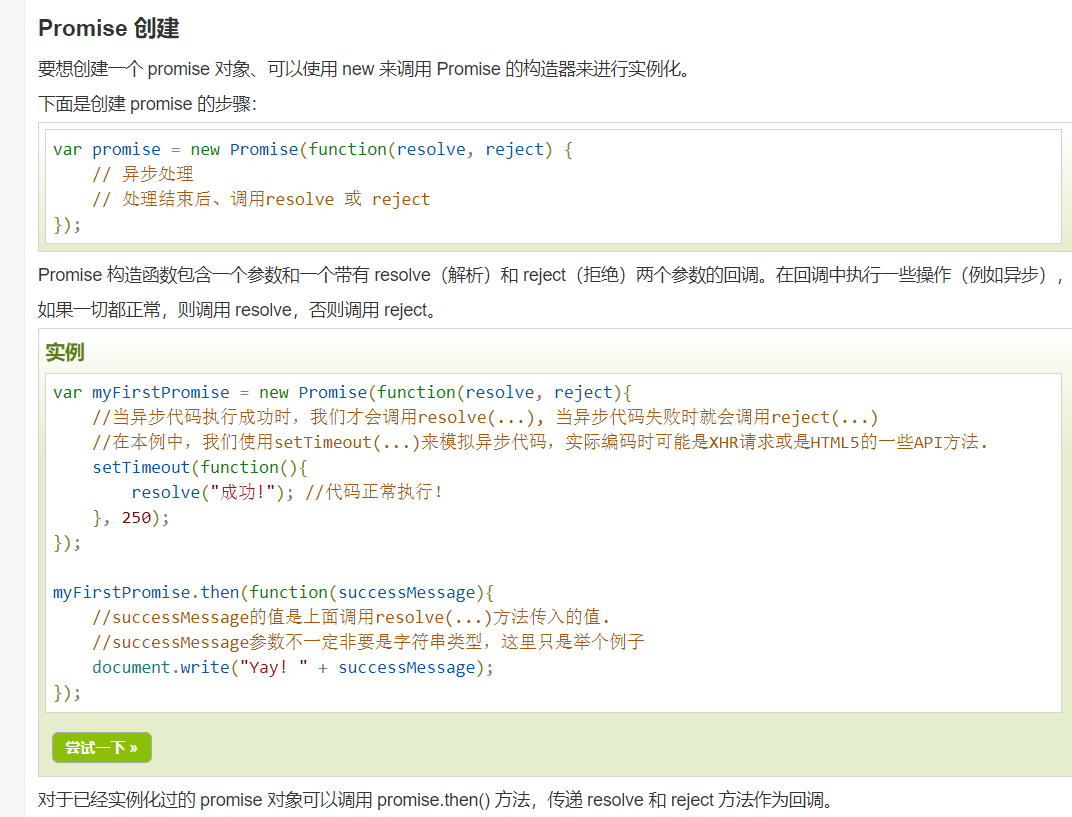 Promise 创建
要想创建一个 promise 对象、可以使用 new 来调用 Promise 的构造器来进行实例化。
下面是创建 promise 的步骤：
var promise = new Promise(function(resolve, reject) {
    // 异步处理
    // 处理结束后、调用resolve 或 reject
});
Promise 构造函数包含一个参数和一个带有 resolve（解析）和 reject（拒绝）两个参数的回调。在回调中执行一些操作（例如异步），
如果一切都正常，则调用 resolve，否则调用 reject。
实例
var myFirstPromise = new Promise(function(resolve, reject){
    //当异步代码执行成功时，我们才会调用resolve(...), 当异步代码失败时就会调用reject(...)
    //在本例中，我们使用setTimeout(...)来模拟异步代码，实际编码时可能是XHR请求或是HTML5的一些API方法.
    setTimeout(function(){
        resolve("成功!"); //代码正常执行！
    }, 250);
});
myFirstPromise.then(function(successMessage){
    //successMessage的值是上面调用resolve(...)方法传入的值.
    //successMessage参数不一定非要是字符串类型，这里只是举个例子
    document.write("Yay! " + successMessage);
});
尝试一下 »
对于已经实例化过的 promise 对象可以调用 promise.then() 方法，传递 resolve 和 reject 方法作为回调。